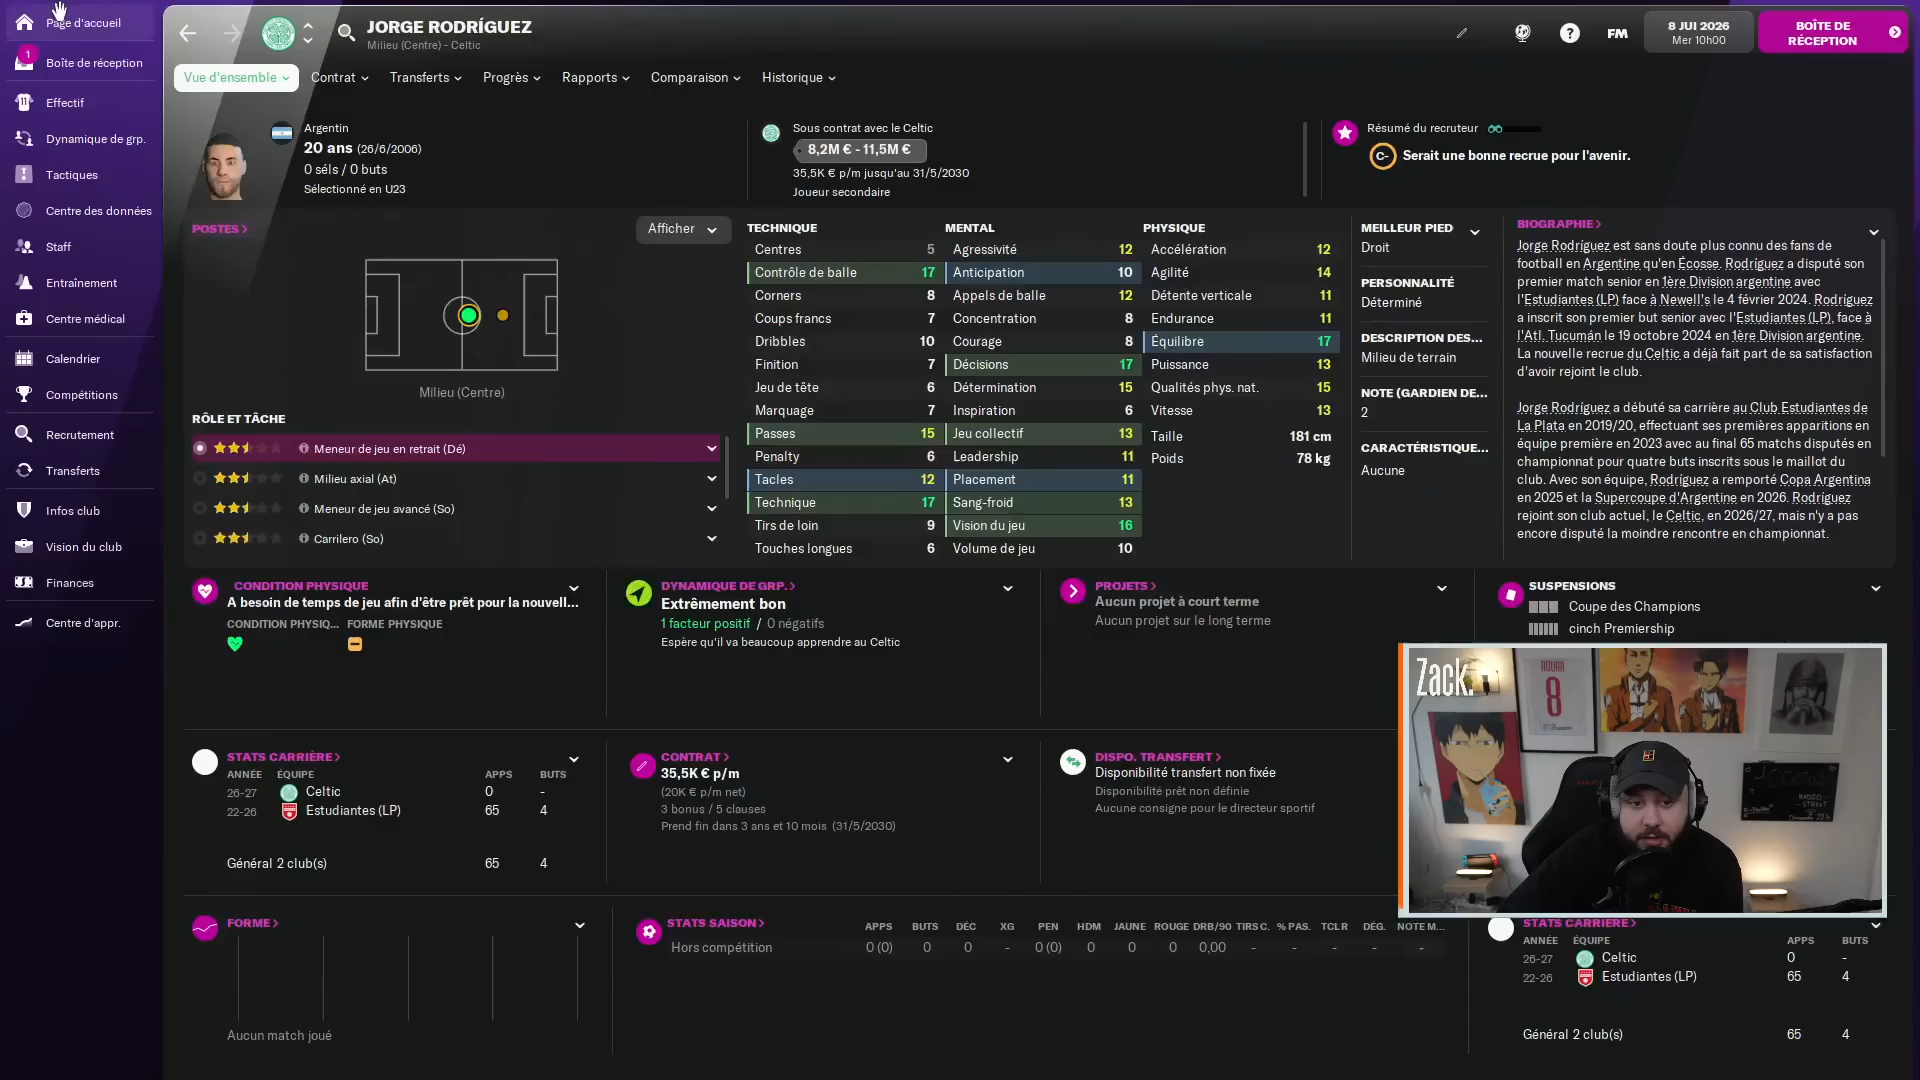 Page d'accueil
1
Boîte de réception
Effectif
Dynamique de grp.
Tactiques
Centre des données
Staff
Entraînement
Centre médical
Calendrier
Compétitions
Recrutement
Transferts
Infos club
Vision du club
Finances
Centre d'appr.
JORGE RODRÍGUEZ
Milieu (Centre) - Celtic
FM
8 JUI 2026
Mer 10h00
BOÎTE DE RÉCEPTION
Vue d'ensemble
Contrat
Transferts
Progrès
Rapports
Comparaison
Historique
Argentin
20 ans (26/6/2006)
0 séls / 0 buts
Sélectionné en U23
Sous contrat avec le Celtic
8,2M € - 11,5M €
35,5K € p/m jusqu'au 31/5/2030
Joueur secondaire
Résumé du recruteur
C-
Serait une bonne recrue pour l'avenir.
POSTES >
Afficher
Milieu (Centre)
RÔLE ET TÂCHE
Meneur de jeu en retrait (Dé)
Milieu axial (At)
Meneur de jeu avancé (So)
Carrilero (So)
TECHNIQUE
Centres 5
Contrôle de balle 17
Corners 8
Coups francs 7
Dribbles 10
Finition 7
Jeu de tête 6
Marquage 7
Passes 15
Penalty 6
Tacles 12
Technique 17
Tirs de loin 9
Touches longues 6
MENTAL
Agressivité 12
Anticipation 10
Appels de balle 12
Concentration 8
Courage 8
Décisions 17
Détermination 15
Inspiration 6
Jeu collectif 13
Leadership 11
Placement 11
Sang-froid 13
Vision du jeu 16
Volume de jeu 10
PHYSIQUE
Accélération 12
Agilité 14
Détente verticale 11
Endurance 11
Équilibre 17
Puissance 13
Qualités phys. nat. 15
Vitesse 13
Taille 181 cm
Poids 78 kg
MEILLEUR PIED
Droit
PERSONNALITÉ
Déterminé
DESCRIPTION DES...
Milieu de terrain
NOTE (GARDIEN DE...
2
CARACTÉRISTIQUE...
Aucune
BIOGRAPHIE >
Jorge Rodríguez est sans doute plus connu des fans de
football en Argentine qu'en Écosse. Rodríguez a disputé son
premier match senior en 1ère Division argentine avec
l'Estudiantes (LP) face à Newell's le 4 février 2024. Rodríguez
a inscrit son premier but senior avec l'Estudiantes (LP), face à
l'Atl. Tucumán le 19 octobre 2024 en 1ère Division argentine.
La nouvelle recrue du Celtic a déjà fait part de sa satisfaction
d'avoir rejoint le club.
Jorge Rodríguez a débuté sa carrière au Club Estudiantes de
La Plata en 2019/20, effectuant ses premières apparitions en
équipe première en 2023 avec au final 65 matchs disputés en
championnat pour quatre buts inscrits sous le maillot du
club. Avec son équipe, Rodríguez a remporté Copa Argentina
en 2025 et la Supercoupe d'Argentine en 2026. Rodríguez
rejoint son club actuel, le Celtic, en 2026/27, mais n'y a pas
encore disputé la moindre rencontre en championnat.
CONDITION PHYSIQUE
A besoin de temps de jeu afin d'être prêt pour la nouvell...
CONDITION PHYSIQ... FORME PHYSIQUE
DYNAMIQUE DE GRP. >
Extrêmement bon
1 facteur positif / 0 négatifs
Espère qu'il va beaucoup apprendre au Celtic
PROJETS >
Aucun projet à court terme
Aucun projet sur le long terme
SUSPENSIONS
Coupe des Champions
cinch Premiership
STATS CARRIÈRE >
ANNÉE ÉQUIPE APPS BUTS
26-27 Celtic 0 -
22-26 Estudiantes (LP) 65 4
Général 2 club(s) 65 4
CONTRAT >
35,5K € p/m
(20K € p/m net)
3 bonus / 5 clauses
Prend fin dans 3 ans et 10 mois (31/5/2030)
DISPO. TRANSFERT >
Disponibilité transfert non fixée
Disponibilité prêt non définie
Aucune consigne pour le directeur sportif
Zack.
ROUHA
8
FORME >
Aucun match joué
STATS SAISON >
APPS BUTS DÉC XG PEN HDM JAUNE ROUGE DRB/90 TIRS C. % PAS. TCL R DÉG. NOTE M...
Hors compétition 0 (0) 0 0 - 0 (0) 0 0 0 0,00 - - - - -
STATS CARRIÈRE >
ANNÉE ÉQUIPE APPS BUTS
26-27 Celtic 0 -
22-26 Estudiantes (LP) 65 4
Général 2 club(s) 65 4